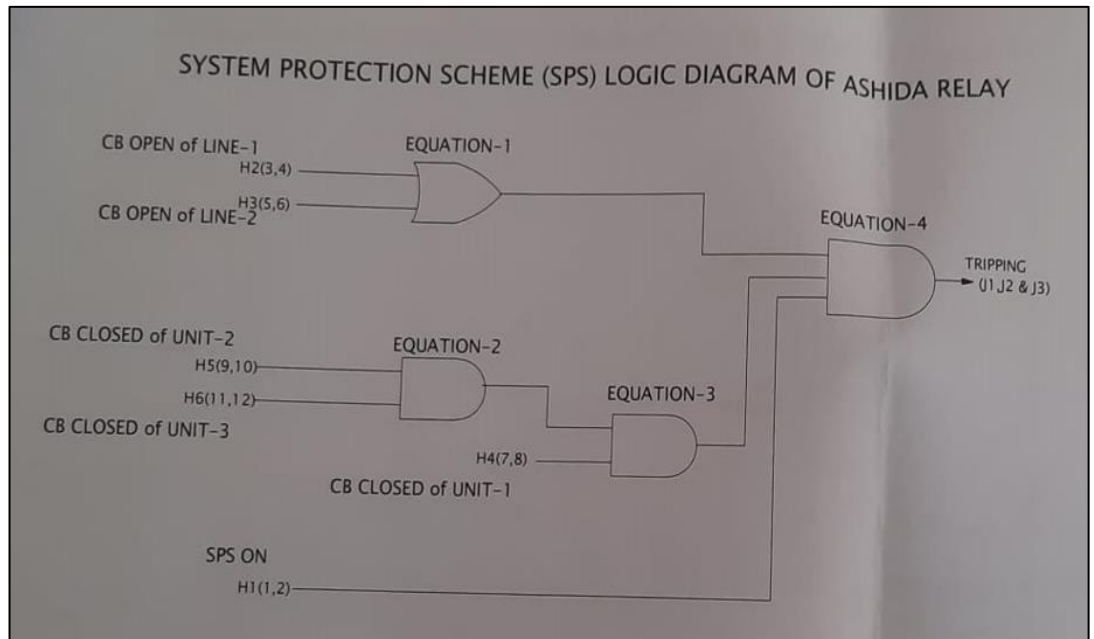 SYSTEM PROTECTION SCHEME (SPS) LOGIC DIAGRAM OF ASHIDA RELAY
CB OPEN of LINE-1
EQUATION-1
H2(3,4)
H3(5,6)
CB OPEN of LINE-2
EQUATION-4
TRIPPING
(J1,J2 & J3)
CB CLOSED of UNIT-2
EQUATION-2
H5(9,10)
H6(11,12)
CB CLOSED of UNIT-3
EQUATION-3
H4(7,8)
CB CLOSED of UNIT-1
SPS ON
H1(1,2)